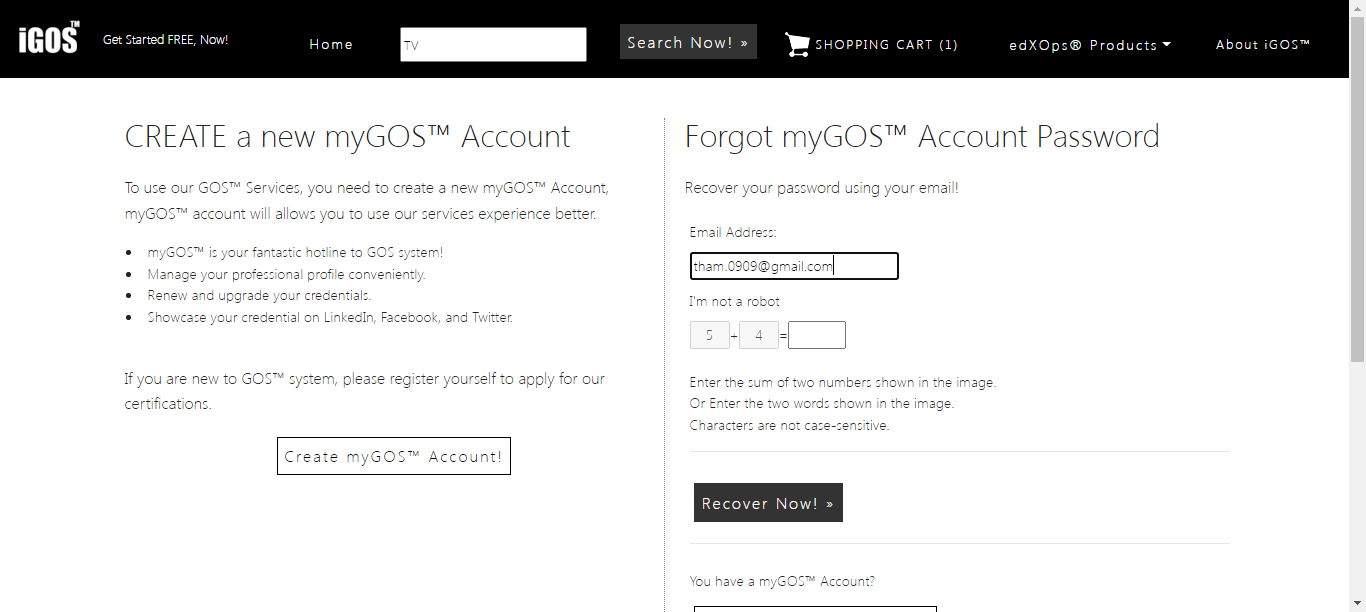 iGOS™
Get Started FREE, Now!
Home
TV
Search Now! »
SHOPPING CART (1)
edXOps® Products
About iGOS™
CREATE a new myGOS™ Account
To use our GOS™ Services, you need to create a new myGOS™ Account,
myGOS™ account will allows you to use our services experience better.
• myGOS™ is your fantastic hotline to GOS system!
• Manage your professional profile conveniently.
• Renew and upgrade your credentials.
• Showcase your credential on LinkedIn, Facebook, and Twitter.
If you are new to GOS™ system, please register yourself to apply for our
certifications.
Create myGOS™ Account!
Forgot myGOS™ Account Password
Recover your password using your email!
Email Address:
tham.0909@gmail.com
I'm not a robot
5 + 4 =
Enter the sum of two numbers shown in the image.
Or Enter the two words shown in the image.
Characters are not case-sensitive.
Recover Now! »
You have a myGOS™ Account?